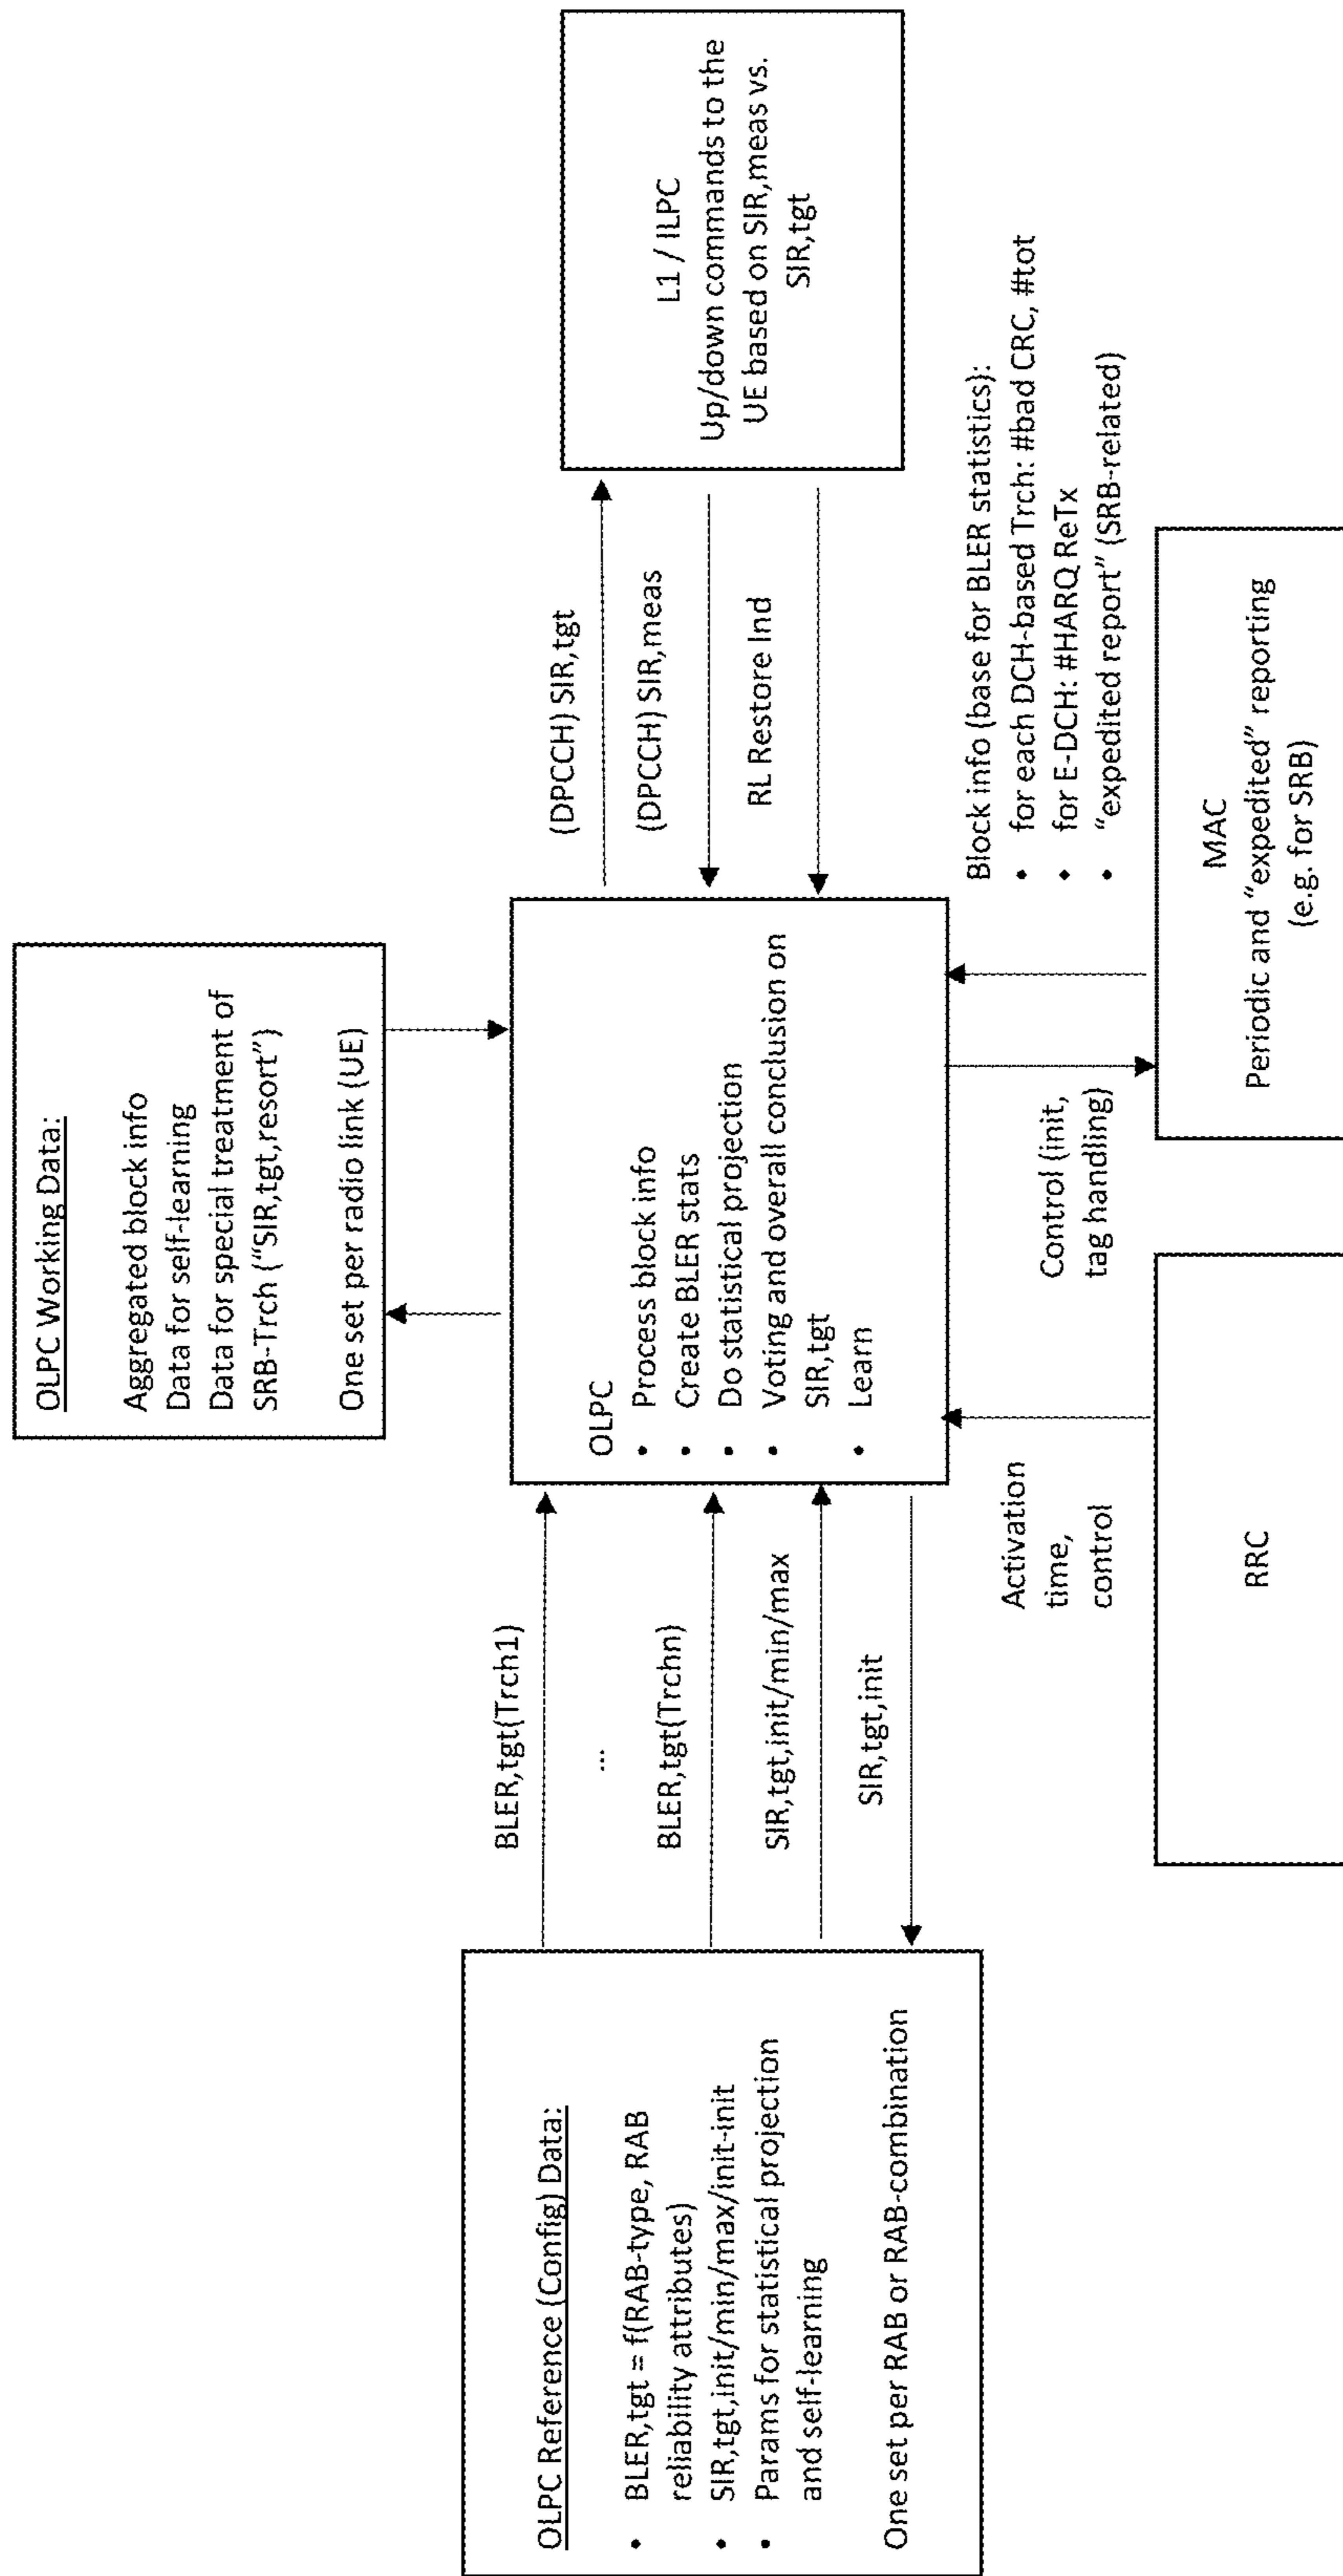 OLPC Working Data:
Aggregated block info
Data for self-learning
Data for special treatment of
SRB-Trch ("SIR,tgt,resort")
One set per radio link (UE)
OLPC Reference (Config) Data:
• BLER,tgt = f(RAB-type, RAB
reliability attributes)
• SIR,tgt,init/min/max/init-init
• Params for statistical projection
and self-learning
One set per RAB or RAB-combination
BLER,tgt(Trch1)
...
BLER,tgt(Trchn)
SIR,tgt,init/min/max
SIR,tgt,init
OLPC
• Process block info
• Create BLER stats
• Do statistical projection
• Voting and overall conclusion on
SIR,tgt
• Learn
(DPCCH) SIR,tgt
(DPCCH) SIR,meas
RL Restore Ind
L1 / ILPC
Up/down commands to the
UE based on SIR,meas vs.
SIR,tgt
Activation
time,
control
Control (init,
tag handling)
Block info (base for BLER statistics):
• for each DCH-based Trch: #bad CRC, #tot
• for E-DCH: #HARQ ReTx
• "expedited report" (SRB-related)
RRC
MAC
Periodic and "expedited" reporting
(e.g. for SRB)